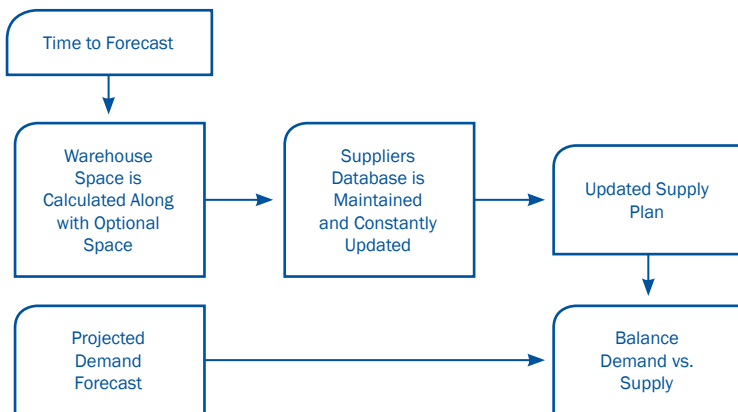 Time to Forecast
Warehouse
Space is
Calculated Along
with Optional
Space
Suppliers
Database is
Maintained
and Constantly
Updated
Updated Supply
Plan
Projected
Demand
Forecast
Balance
Demand vs.
Supply